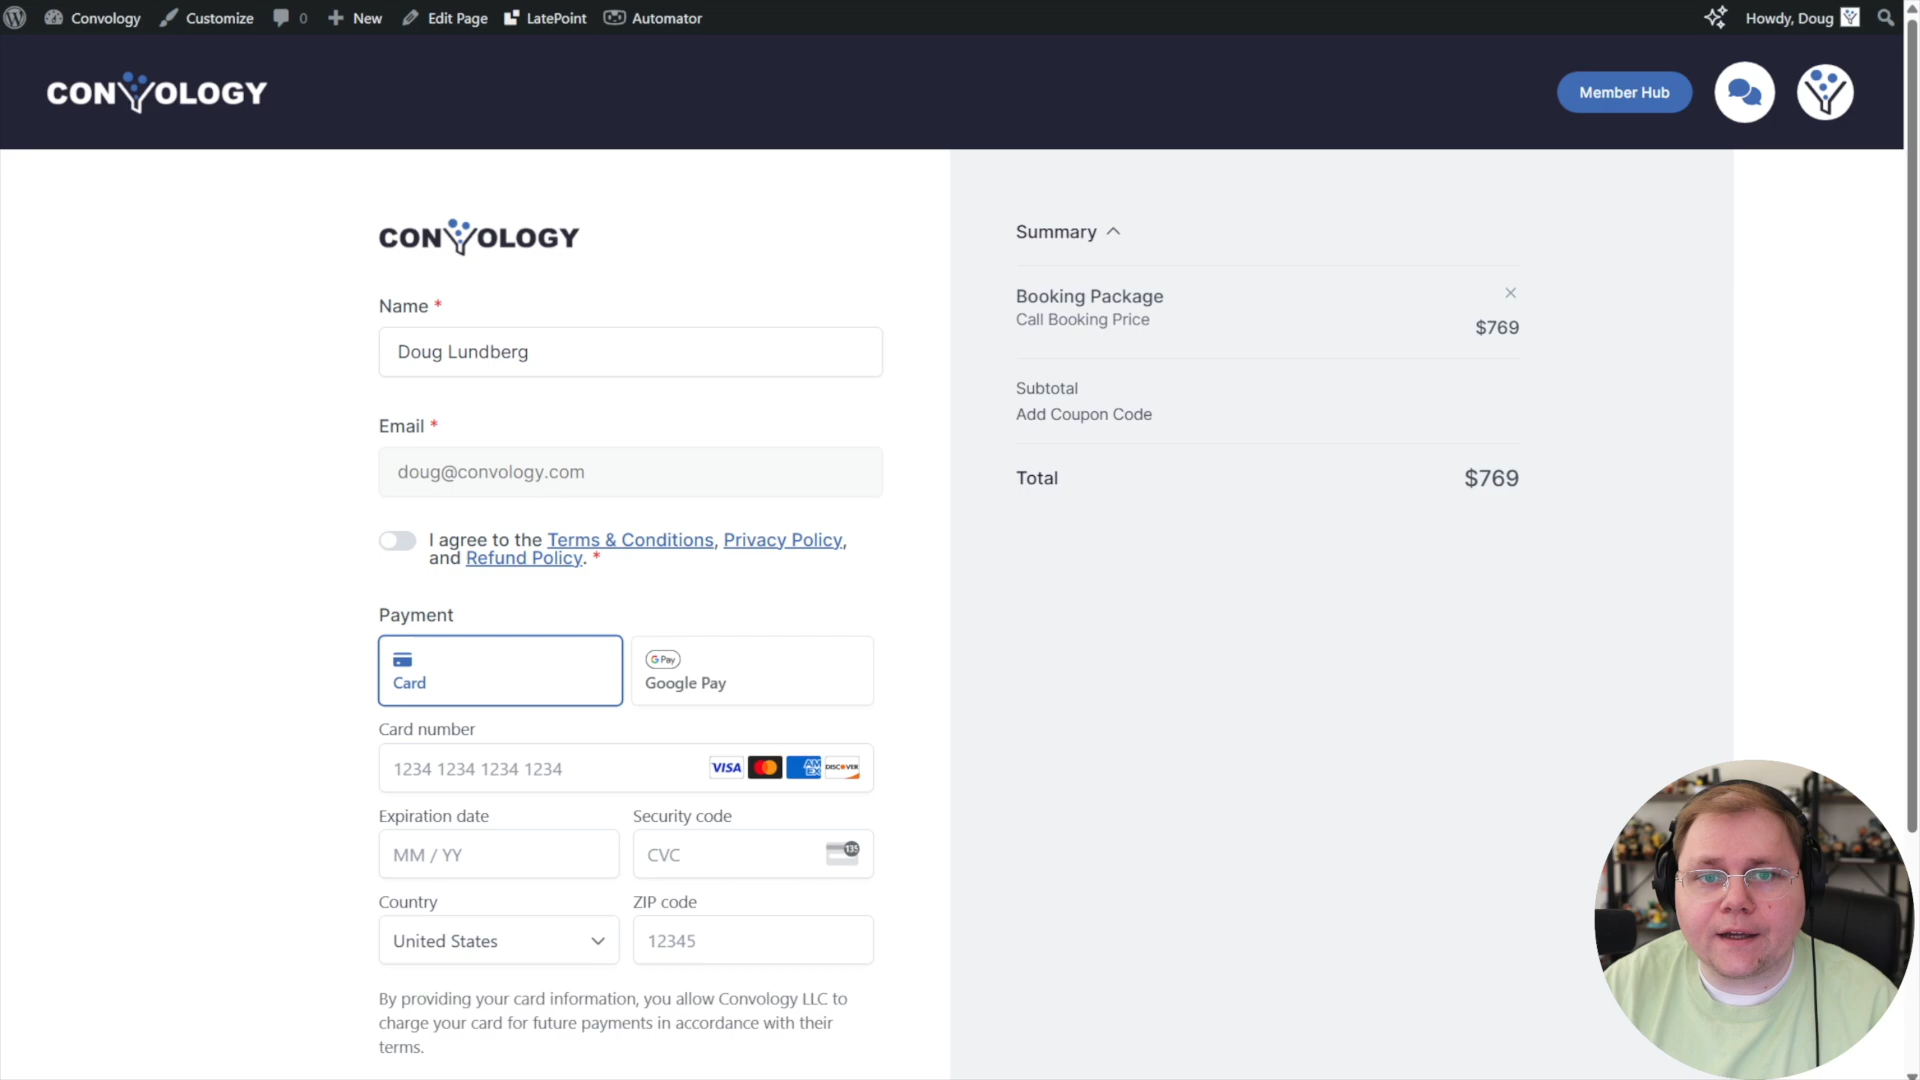 Convology
Customize
0
New
Edit Page
LatePoint
Automator
Howdy, Doug
CONVOLOGY
Member Hub
CONVOLOGY
Name *
Doug Lundberg
Email *
doug@convology.com
I agree to the Terms & Conditions, Privacy Policy,
and Refund Policy. *
Payment
Card
G Pay
Google Pay
Card number
1234 1234 1234 1234
VISA
AMEX
DISCOVER
Expiration date
MM / YY
Security code
CVC
135
Country
United States
ZIP code
12345
By providing your card information, you allow Convology LLC to
charge your card for future payments in accordance with their
terms.
Summary
Booking Package
Call Booking Price
$769
Subtotal
Add Coupon Code
Total
$769